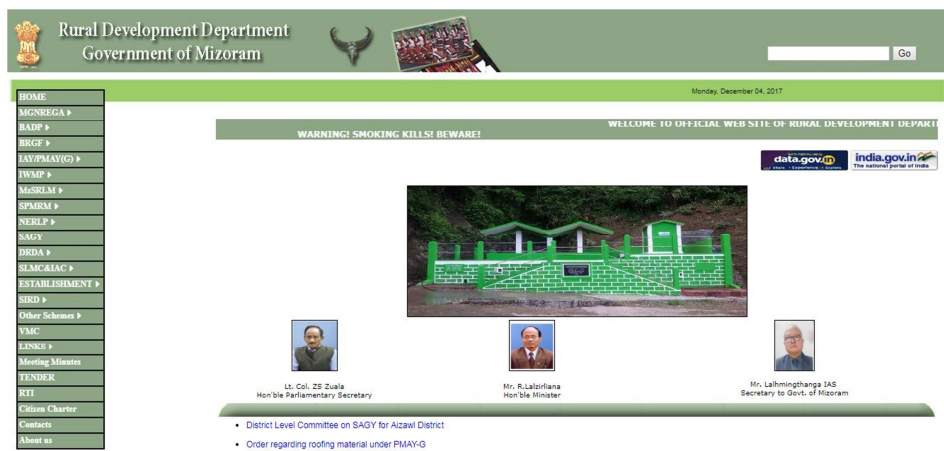 Rural Development Department
Government of Mizoram
Go
Monday, December 04, 2017
HOME
MGNREGA
BADP
BRGF
IAY/PMAY(G)
IWMP
MzSRLM
SPMRM
NERLP
SAGY
DRDA
SLMC&IAC
ESTABLISHMENT
SIRD
Other Schemes
VMC
LINKS
Meeting Minutes
TENDER
RTI
Citizen Charter
Contacts
About us
WELCOME TO OFFICIAL WEB SITE OF RURAL DEVELOPMENT DEPART
WARNING! SMOKING KILLS! BEWARE!
data.gov.in
india.gov.in
The national portal of India
Lt. Col. ZS Zuala
Hon'ble Parliamentary Secretary
Mr. R.Lalzirliana
Hon'ble Minister
Mr. Lalhmingthanga IAS
Secretary to Govt. of Mizoram
District Level Committee on SAGY for Aizawl District
Order regarding roofing material under PMAY-G